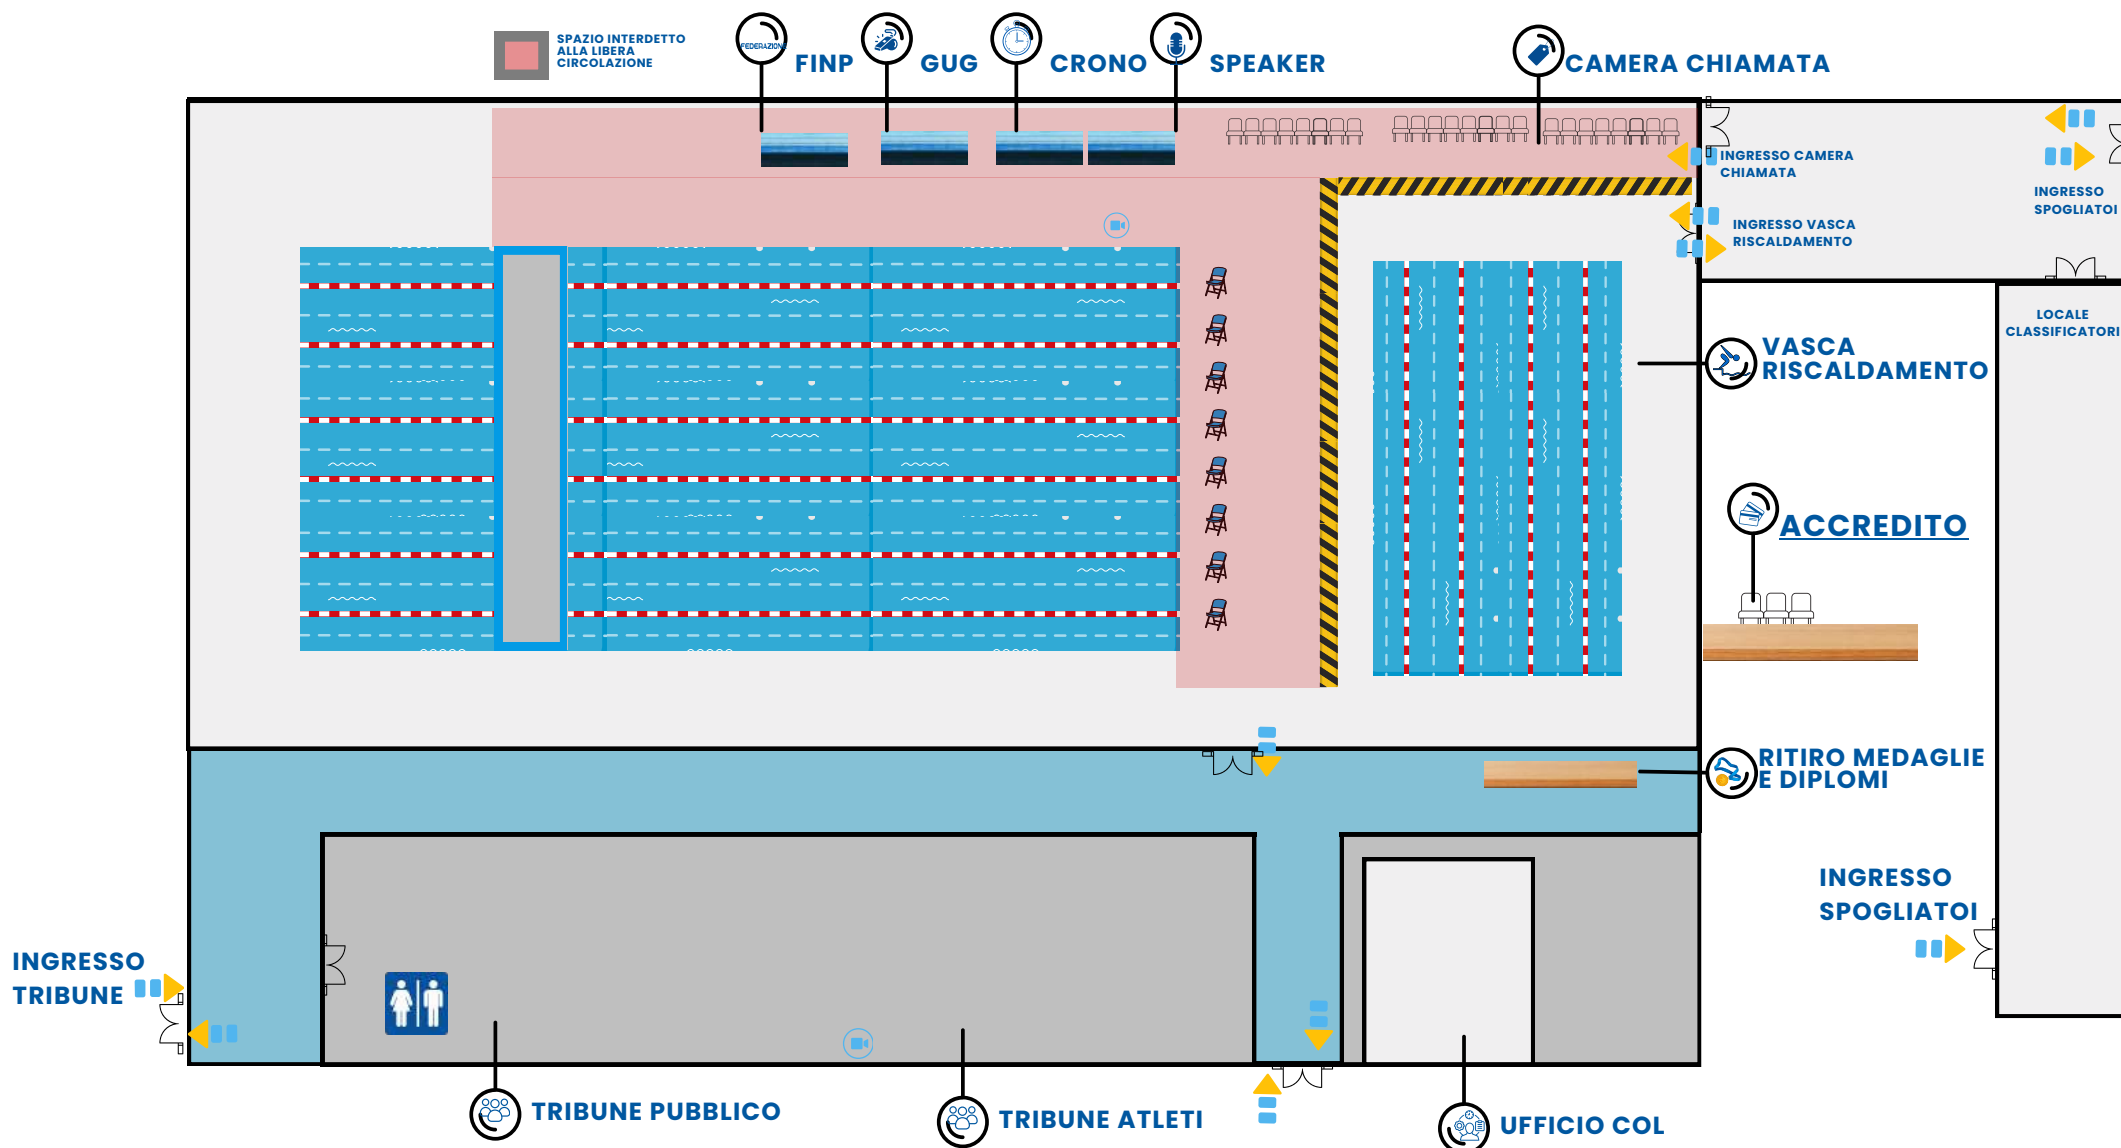 SPAZIO INTERDETTO
ALLA LIBERA
CIRCOLAZIONE
FEDERAZIONE
FINP
GUG
CRONO
SPEAKER
CAMERA CHIAMATA
INGRESSO CAMERA
CHIAMATA
INGRESSO
SPOGLIATOI
INGRESSO VASCA
RISCALDAMENTO
LOCALE
CLASSIFICATORI
VASCA
RISCALDAMENTO
ACCREDITO
RITIRO MEDAGLIE
E DIPLOMI
INGRESSO
SPOGLIATOI
INGRESSO
TRIBUNE
TRIBUNE PUBBLICO
TRIBUNE ATLETI
UFFICIO COL